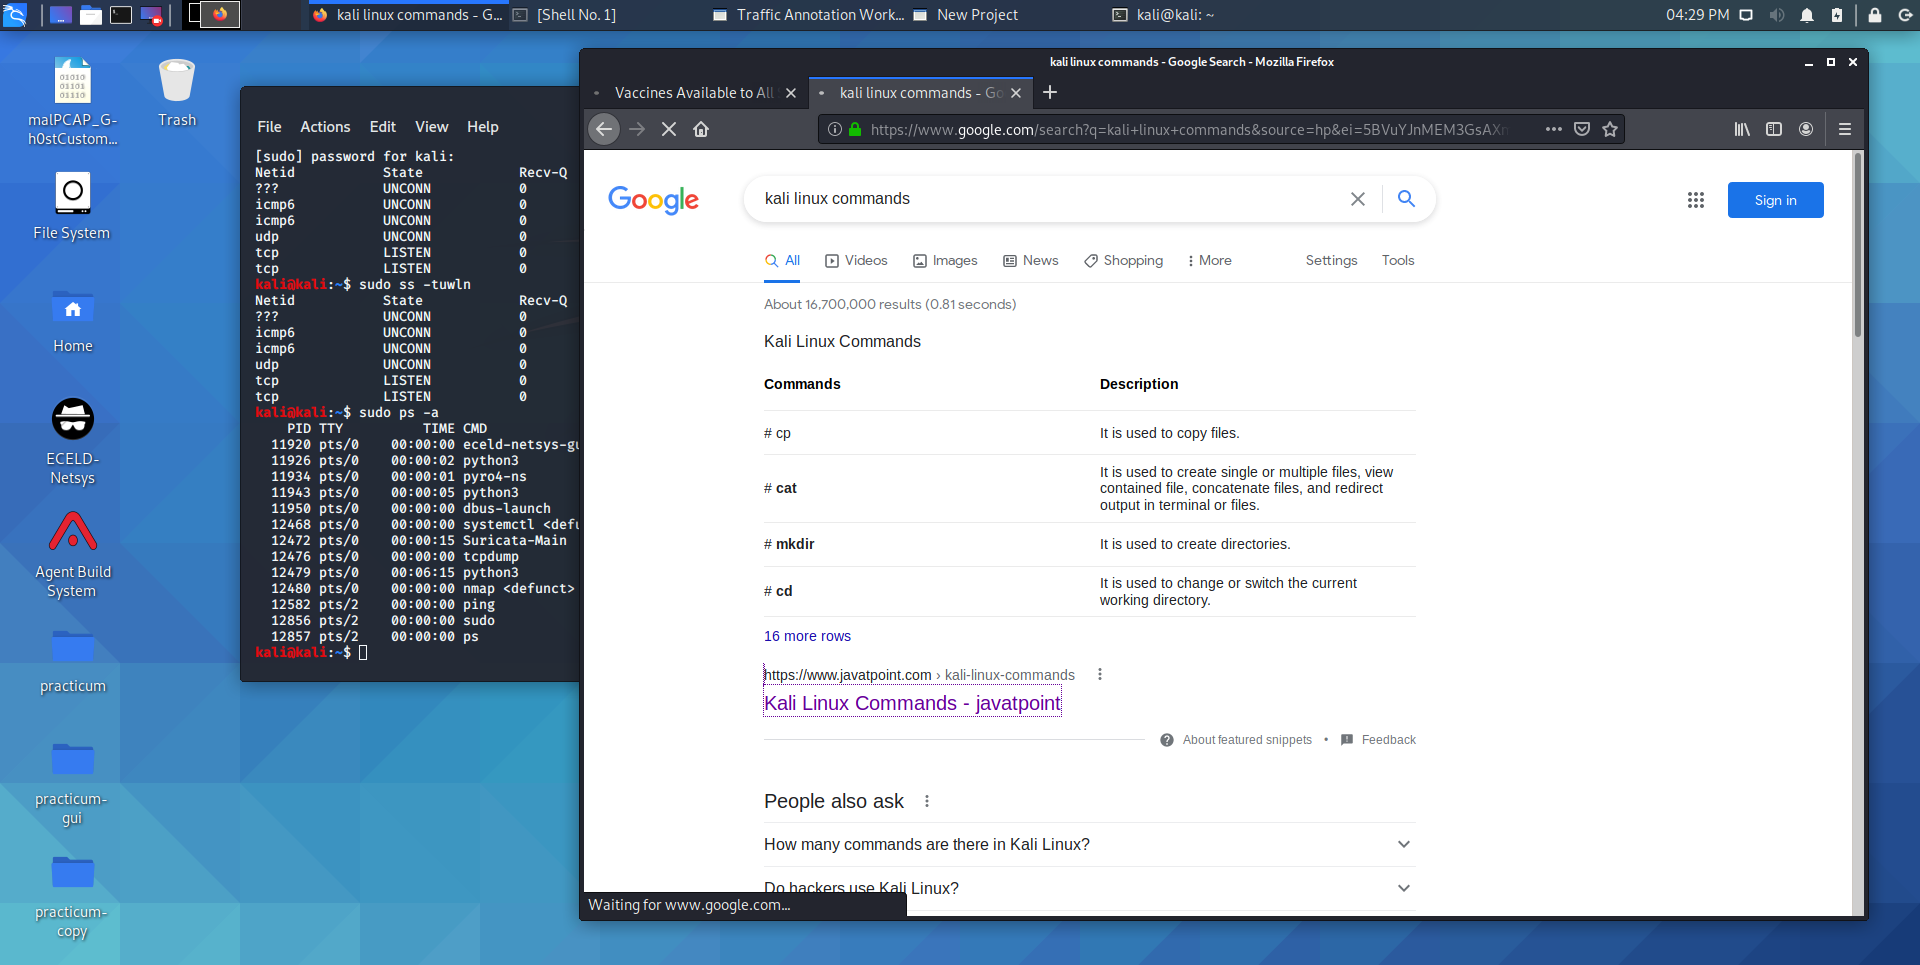 kali linux commands - G...
[Shell No. 1]
Traffic Annotation Work...
New Project
kali@kali: ~
04:29 PM
malPCAP_G-
h0stCustom...
Trash
File System
Home
ECELD-
Netsys
Agent Build
System
practicum
practicum-
gui
practicum-
copy
File Actions Edit View Help
[sudo] password for kali:
Netid State Recv-Q
??? UNCONN 0
icmp6 UNCONN 0
icmp6 UNCONN 0
udp UNCONN 0
tcp LISTEN 0
tcp LISTEN 0
kali@kali:~$ sudo ss -tuwln
Netid State Recv-Q
??? UNCONN 0
icmp6 UNCONN 0
icmp6 UNCONN 0
udp UNCONN 0
tcp LISTEN 0
tcp LISTEN 0
kali@kali:~$ sudo ps -a
PID TTY TIME CMD
11920 pts/0 00:00:00 eceld-netsys-gu
11926 pts/0 00:00:02 python3
11934 pts/0 00:00:01 pyro4-ns
11943 pts/0 00:00:05 python3
11950 pts/0 00:00:00 dbus-launch
12468 pts/0 00:00:00 systemctl <defu
12472 pts/0 00:00:15 Suricata-Main
12476 pts/0 00:00:00 tcpdump
12479 pts/0 00:06:15 python3
12480 pts/0 00:00:00 nmap <defunct>
12582 pts/2 00:00:00 ping
12856 pts/2 00:00:00 sudo
12857 pts/2 00:00:00 ps
kali@kali:~$
kali linux commands - Google Search - Mozilla Firefox
Vaccines Available to All
kali linux commands - Go
https://www.google.com/search?q=kali+linux+commands&source=hp&ei=5BVuYJnMEM3GsAX
Google
kali linux commands
Sign in
All Videos Images News Shopping More Settings Tools
About 16,700,000 results (0.81 seconds)
Kali Linux Commands
Commands Description
# cp It is used to copy files.
# cat It is used to create single or multiple files, view
contained file, concatenate files, and redirect
output in terminal or files.
# mkdir It is used to create directories.
# cd It is used to change or switch the current
working directory.
16 more rows
https://www.javatpoint.com › kali-linux-commands
Kali Linux Commands - javatpoint
About featured snippets • Feedback
People also ask
How many commands are there in Kali Linux?
Do hackers use Kali Linux?
Waiting for www.google.com...